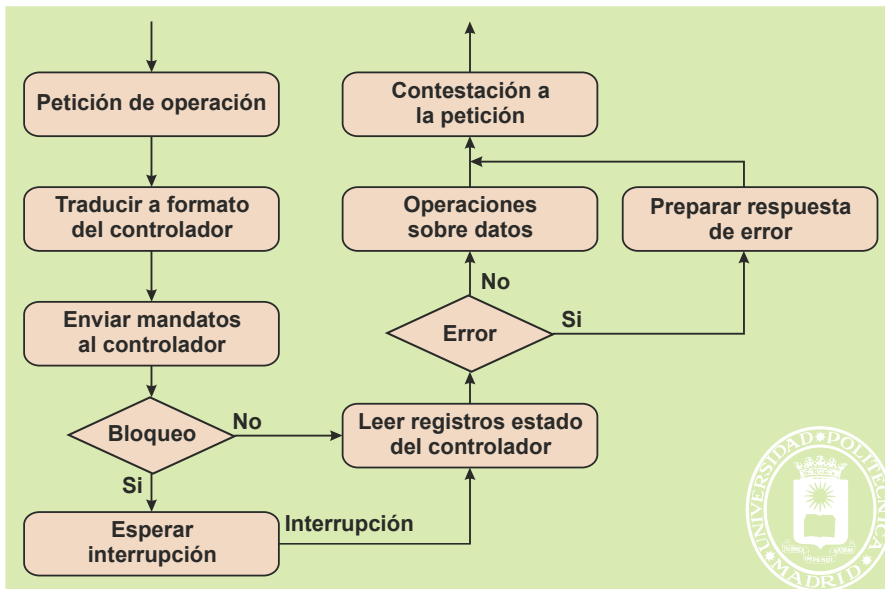 Petición de operación
Traducir a formato
del controlador
Enviar mandatos
al controlador
Bloqueo
No
Si
Esperar
interrupción
Interrupción
Leer registros estado
del controlador
Error
No
Si
Operaciones
sobre datos
Preparar respuesta
de error
Contestación a
la petición
UNIVERSIDAD POLITECNICA
MADRID